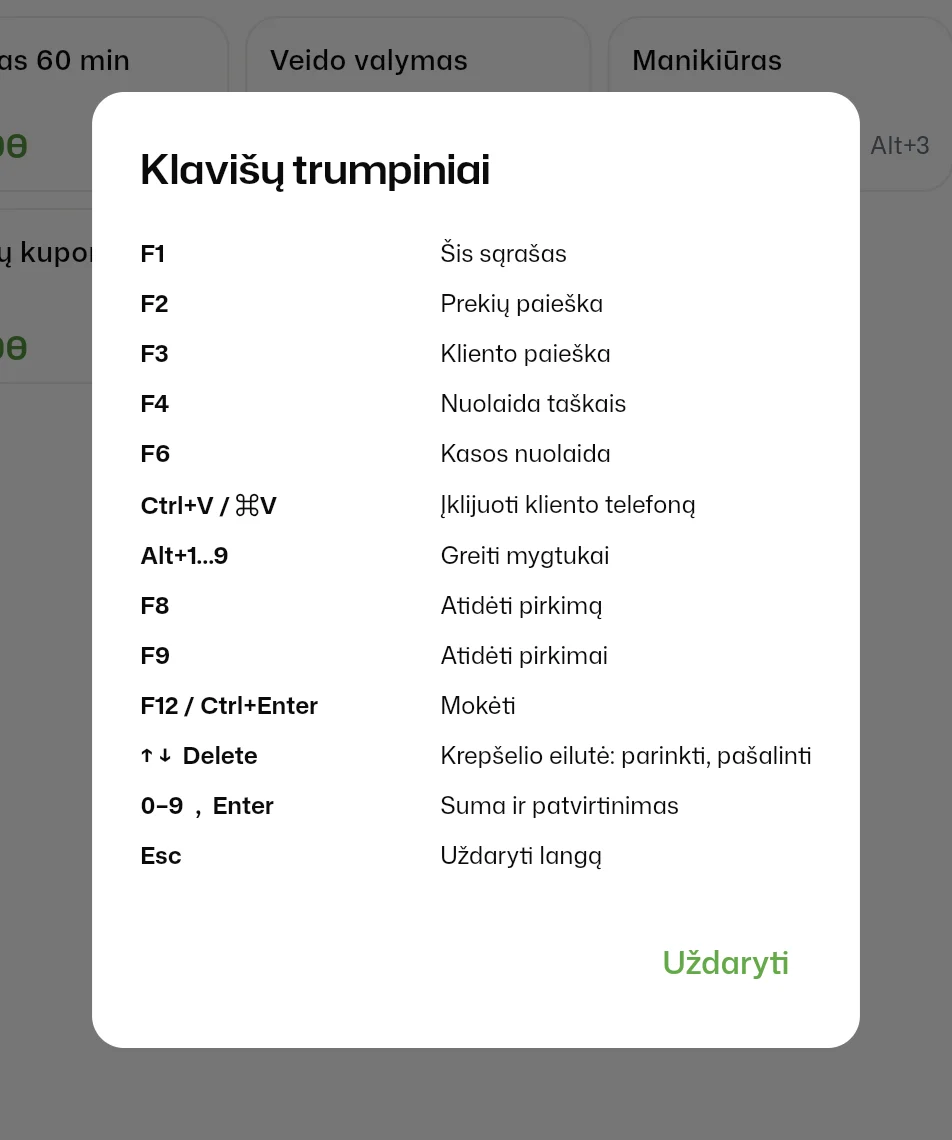 as 60 min
Veido valymas
Manikiūras
Alt+3
Klavišų trumpiniai
F1 Šis sąrašas
F2 Prekių paieška
F3 Kliento paieška
F4 Nuolaida taškais
F6 Kasos nuolaida
Ctrl+V / ⌘V Įklijuoti kliento telefoną
Alt+1…9 Greiti mygtukai
F8 Atidėti pirkimą
F9 Atidėti pirkimai
F12 / Ctrl+Enter Mokėti
↑ ↓ Delete Krepšelio eilutė: parinkti, pašalinti
0–9 , Enter Suma ir patvirtinimas
Esc Uždaryti langą
Uždaryti